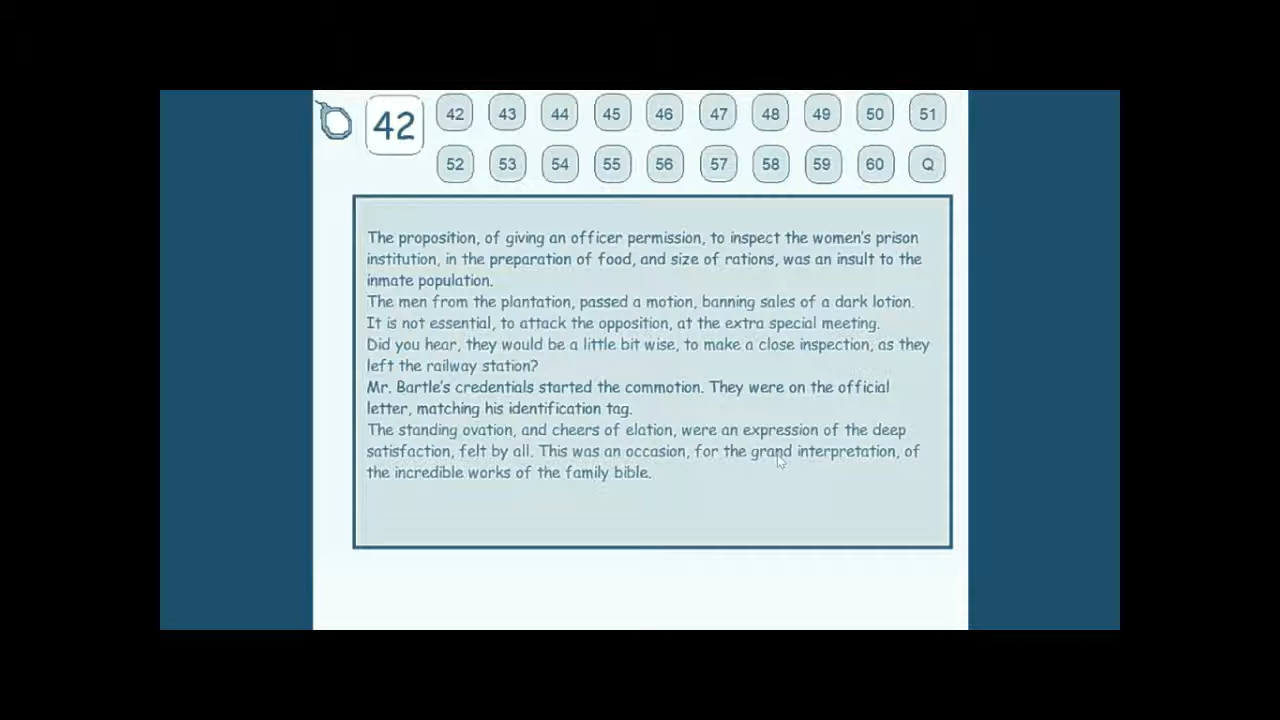 42
42 43 44 45 46 47 48 49 50 51
52 53 54 55 56 57 58 59 60 Q
The proposition, of giving an officer permission, to inspect the women's prison
institution, in the preparation of food, and size of rations, was an insult to the
inmate population.
The men from the plantation, passed a motion, banning sales of a dark lotion.
It is not essential, to attack the opposition, at the extra special meeting.
Did you hear, they would be a little bit wise, to make a close inspection, as they
left the railway station?
Mr. Bartle's credentials started the commotion. They were on the official
letter, matching his identification tag.
The standing ovation, and cheers of elation, were an expression of the deep
satisfaction, felt by all. This was an occasion, for the grand interpretation, of
the incredible works of the family bible.